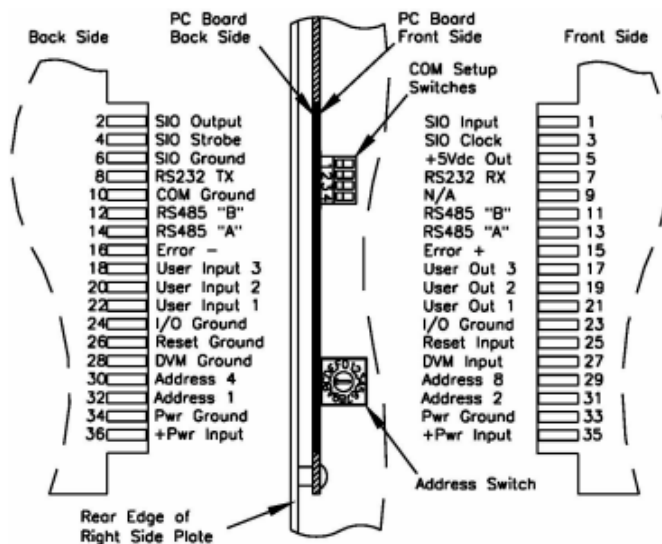 PC Board
Back Side
PC Board
Front Side
Back Side
Front Side
COM Setup
Switches
2 SIO Output
4 SIO Strobe
6 SIO Ground
8 RS232 TX
10 COM Ground
12 RS485 "B"
14 RS485 "A"
16 Error -
18 User Input 3
20 User Input 2
22 User Input 1
24 I/O Ground
26 Reset Ground
28 DVM Ground
30 Address 4
32 Address 1
34 Pwr Ground
36 +Pwr Input
1
2
3
4
SIO Input 1
SIO Clock 3
+5Vdc Out 5
RS232 RX 7
N/A 9
RS485 "B" 11
RS485 "A" 13
Error + 15
User Out 3 17
User Out 2 19
User Out 1 21
I/O Ground 23
Reset Input 25
DVM Input 27
Address 8 29
Address 2 31
Pwr Ground 33
+Pwr Input 35
Address Switch
Rear Edge of
Right Side Plate